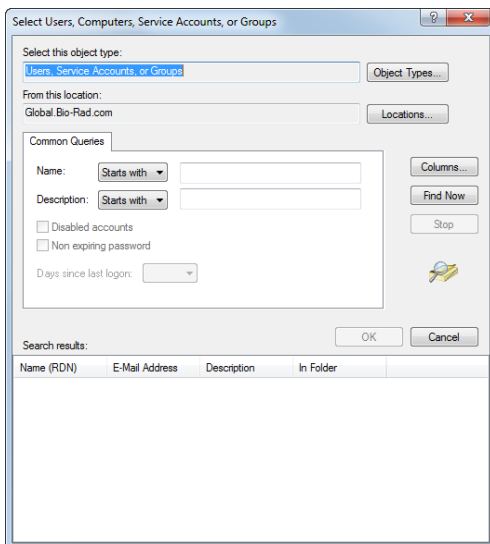 Select Users, Computers, Service Accounts, or Groups
Select this object type:
Users, Service Accounts, or Groups
Object Types...
From this location:
Global.Bio-Rad.com
Locations...
Common Queries
Name: Starts with
Columns...
Description: Starts with
Find Now
Disabled accounts
Stop
Non expiring password
Days since last logon:
OK Cancel
Search results:
Name (RDN) E-Mail Address Description In Folder